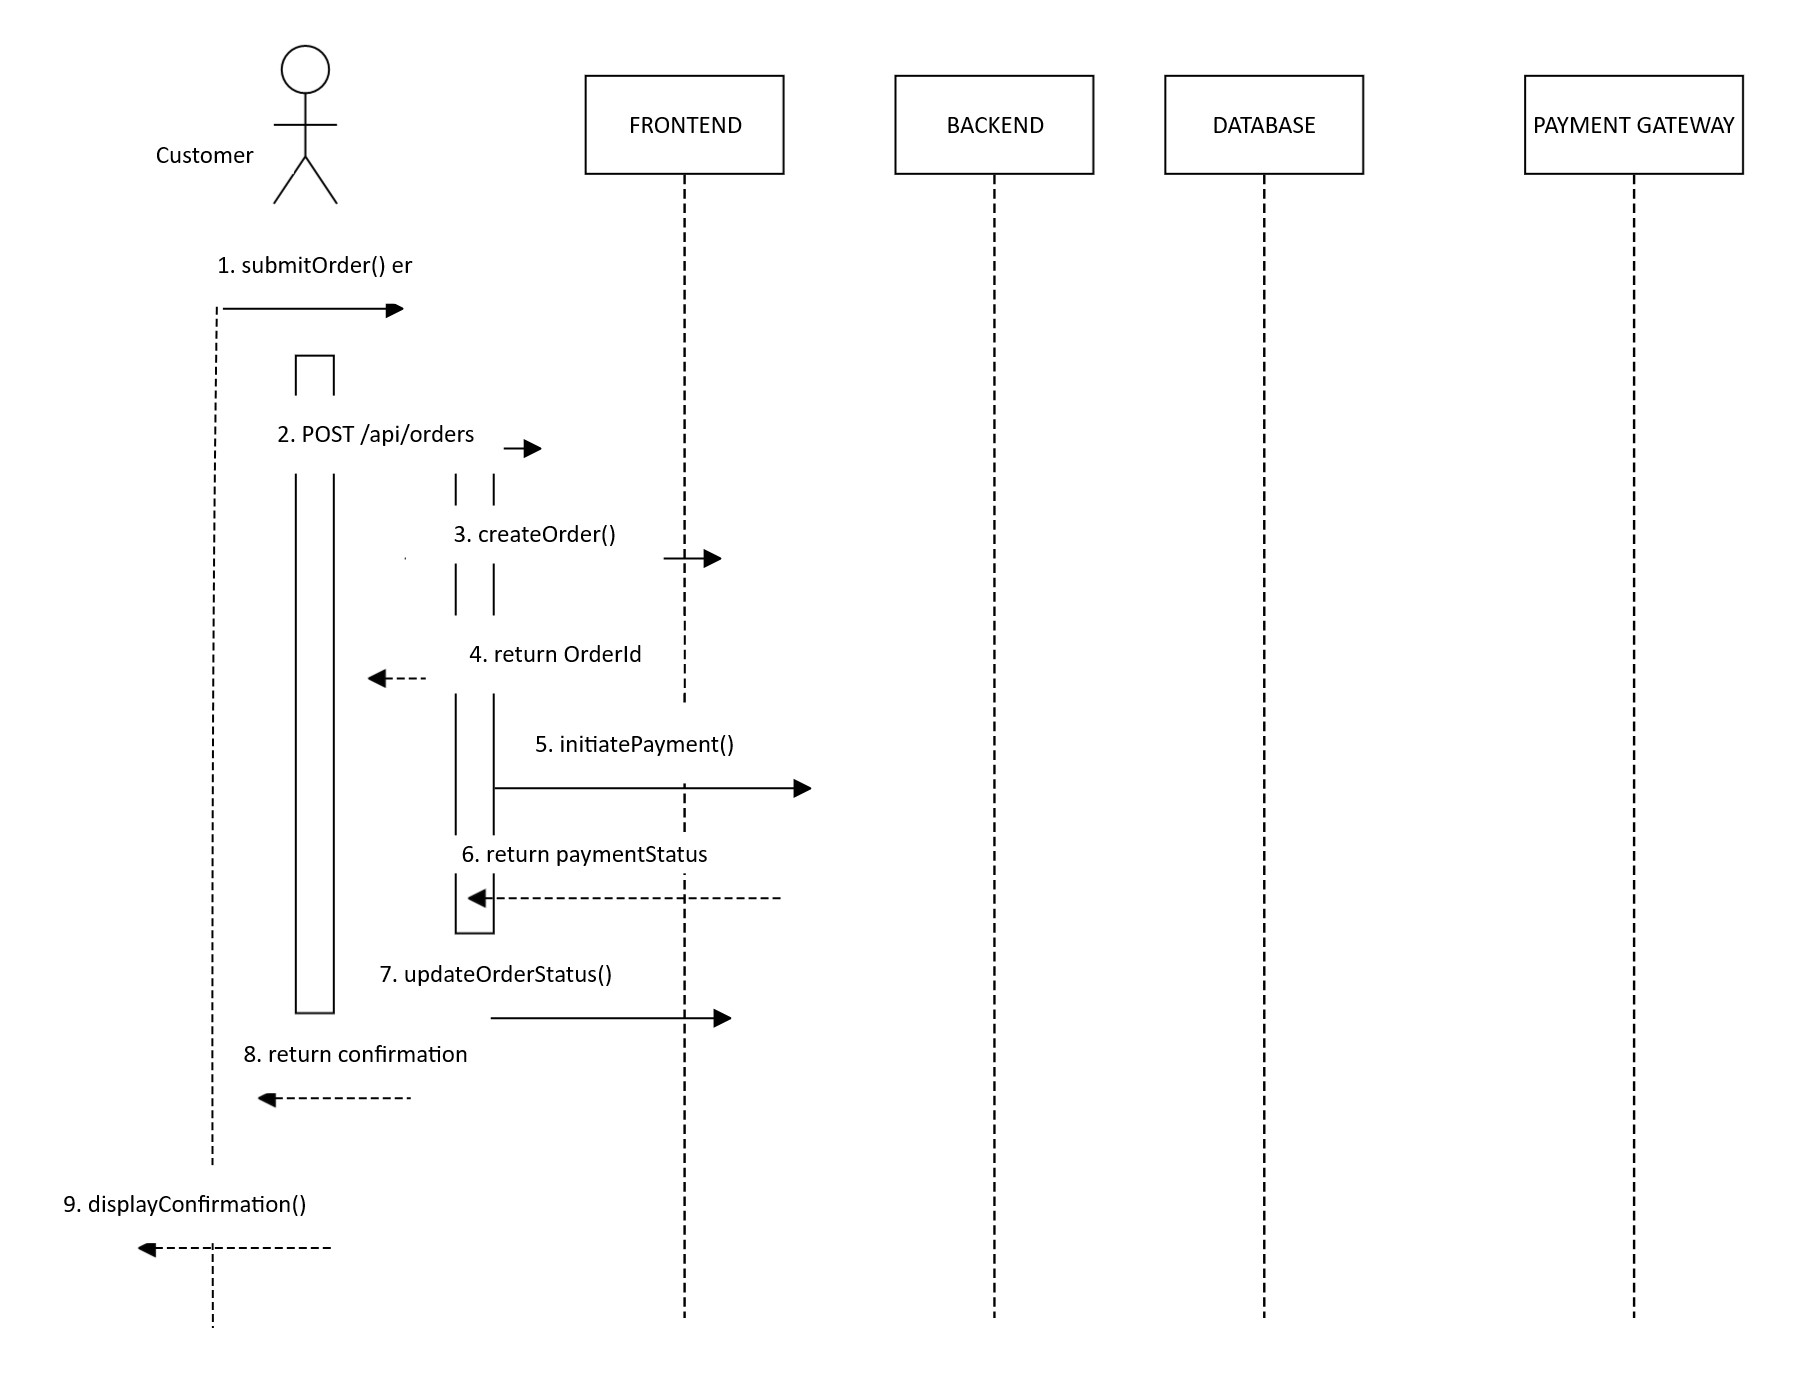 Customer
FRONTEND
BACKEND
DATABASE
PAYMENT GATEWAY
1. submitOrder() er
2. POST /api/orders
3. createOrder()
4. return OrderId
5. initiatePayment()
6. return paymentStatus
7. updateOrderStatus()
8. return confirmation
9. displayConfirmation()